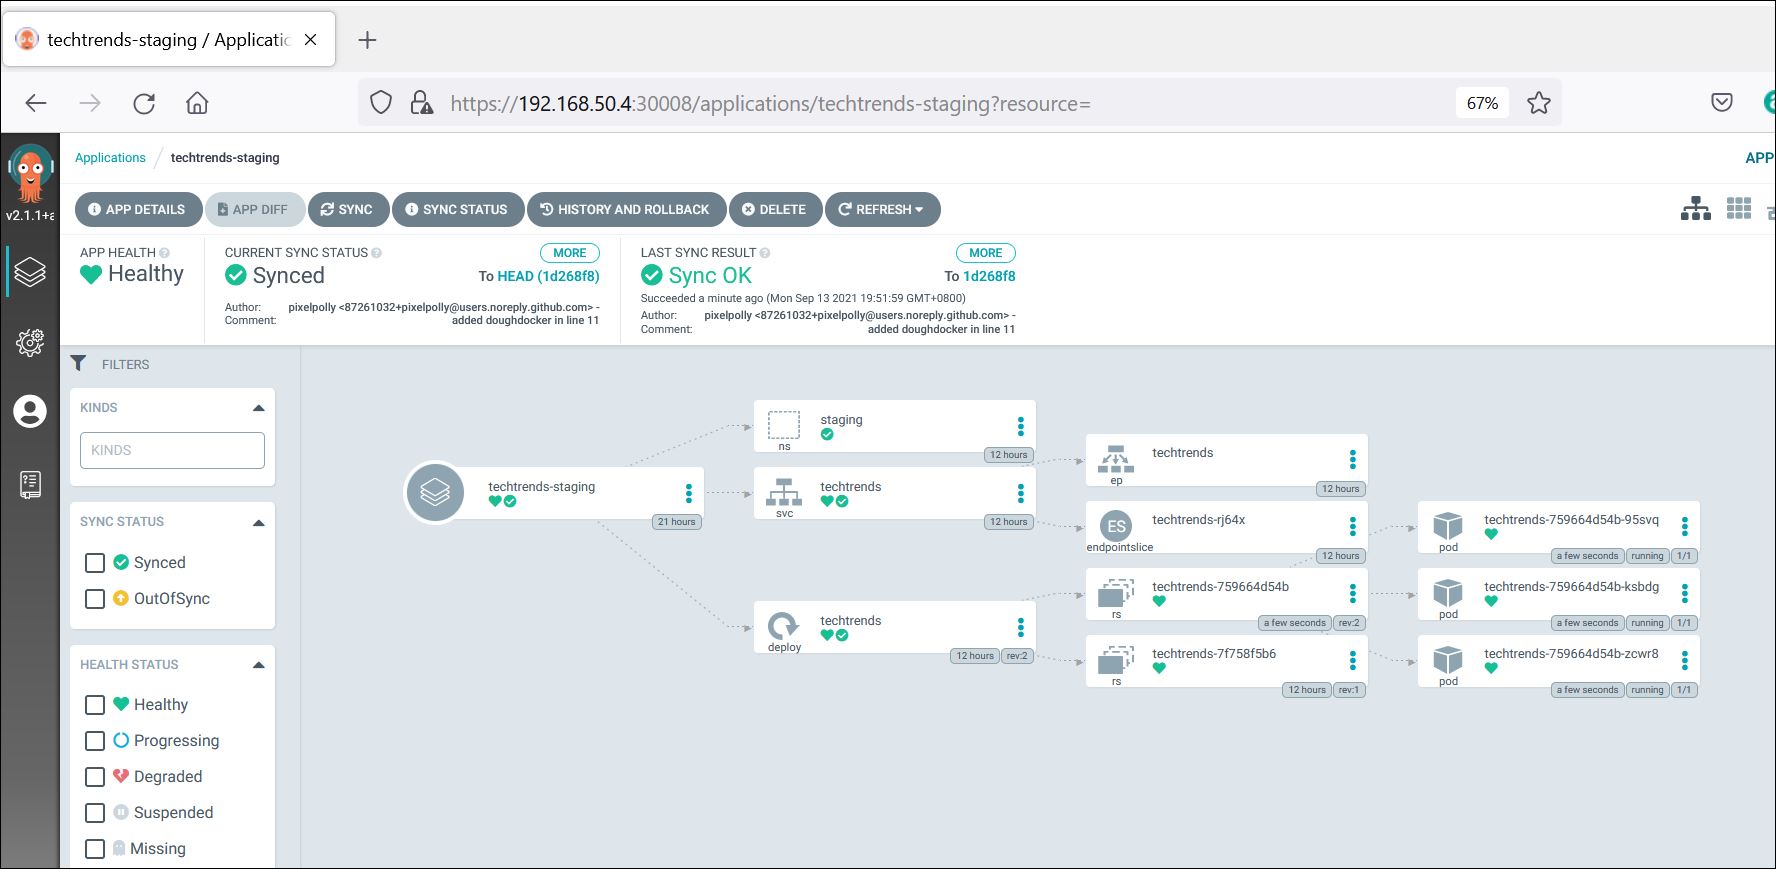 techtrends-staging / Applicatic
https://192.168.50.4:30008/applications/techtrends-staging?resource=
67%
v2.1.1+a
Applications / techtrends-staging
APP
APP DETAILS
APP DIFF
SYNC
SYNC STATUS
HISTORY AND ROLLBACK
DELETE
REFRESH
APP HEALTH
Healthy
CURRENT SYNC STATUS
MORE
Synced
To HEAD (1d268f8)
Author: pixelpolly <87261032+pixelpolly@users.noreply.github.com> -
Comment: added doughdocker in line 11
LAST SYNC RESULT
MORE
Sync OK
To 1d268f8
Succeeded a minute ago (Mon Sep 13 2021 19:51:59 GMT+0800)
Author: pixelpolly <87261032+pixelpolly@users.noreply.github.com> -
Comment: added doughdocker in line 11
FILTERS
KINDS
KINDS
SYNC STATUS
Synced
OutOfSync
HEALTH STATUS
Healthy
Progressing
Degraded
Suspended
Missing
techtrends-staging
21 hours
staging
ns
12 hours
techtrends
svc
12 hours
techtrends
deploy
12 hours
rev:2
techtrends
ep
12 hours
ES
techtrends-rj64x
endpointslice
12 hours
techtrends-759664d54b
rs
a few seconds
rev:2
techtrends-7f758f5b6
rs
12 hours
rev:1
techtrends-759664d54b-95svq
pod
a few seconds
running
1/1
techtrends-759664d54b-ksbdg
pod
a few seconds
running
1/1
techtrends-759664d54b-zcwr8
pod
a few seconds
running
1/1